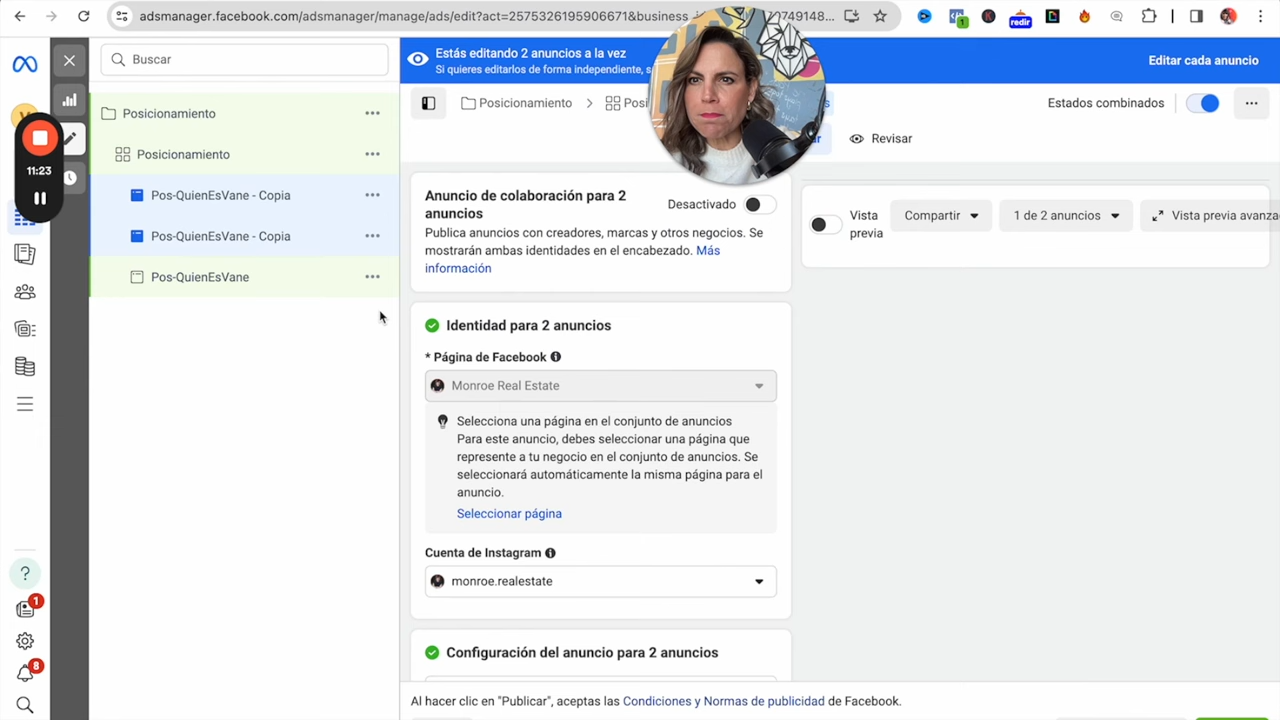 adsmanager.facebook.com/adsmanager/manage/ads/edit?act=2575326195906671&business_
749148...
1
redir
Buscar
Estás editando 2 anuncios a la vez
Si quieres editarlos de forma independiente, s
Editar cada anuncio
Posicionamiento
Posicionamiento
Pos-QuienEsVane - Copia
Pos-QuienEsVane - Copia
Pos-QuienEsVane
11:23
1
8
Posicionamiento
Posi
Estados combinados
Revisar
Anuncio de colaboración para 2
anuncios
Desactivado
Publica anuncios con creadores, marcas y otros negocios. Se
mostrarán ambas identidades en el encabezado. Más
información
Vista
previa
Compartir
1 de 2 anuncios
Vista previa avanza
Identidad para 2 anuncios
* Página de Facebook
Monroe Real Estate
Selecciona una página en el conjunto de anuncios
Para este anuncio, debes seleccionar una página que
represente a tu negocio en el conjunto de anuncios. Se
seleccionará automáticamente la misma página para el
anuncio.
Seleccionar página
Cuenta de Instagram
monroe.realestate
Configuración del anuncio para 2 anuncios
Al hacer clic en "Publicar", aceptas las Condiciones y Normas de publicidad de Facebook.